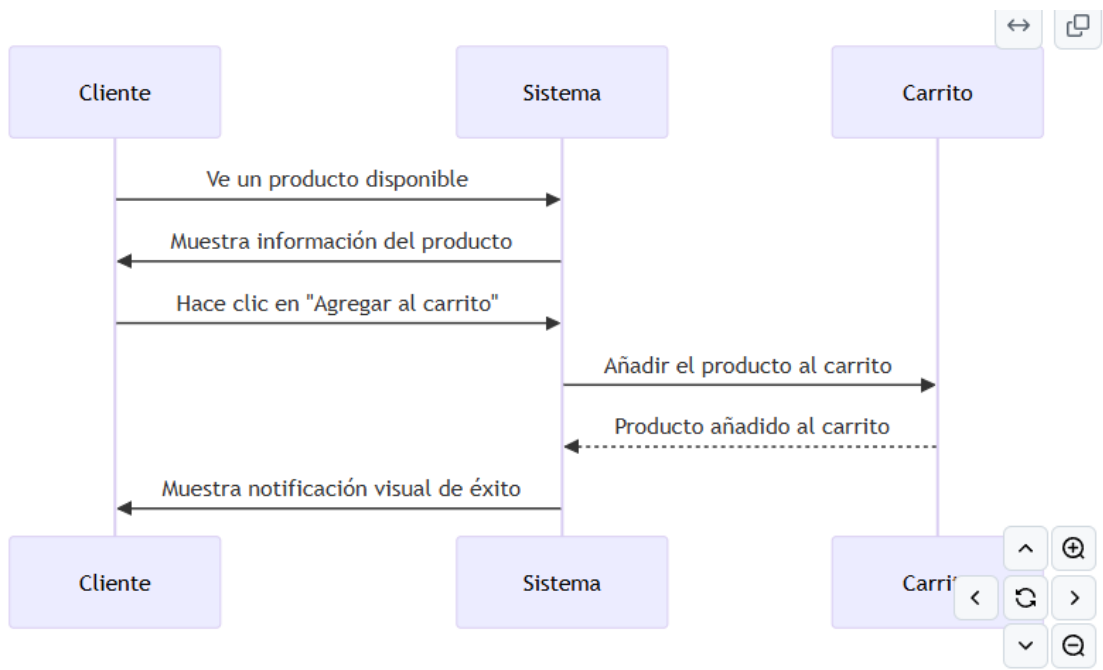 Cliente
Sistema
Carrito
Ve un producto disponible
Muestra información del producto
Hace clic en "Agregar al carrito"
Añadir el producto al carrito
Producto añadido al carrito
Muestra notificación visual de éxito
Cliente
Sistema